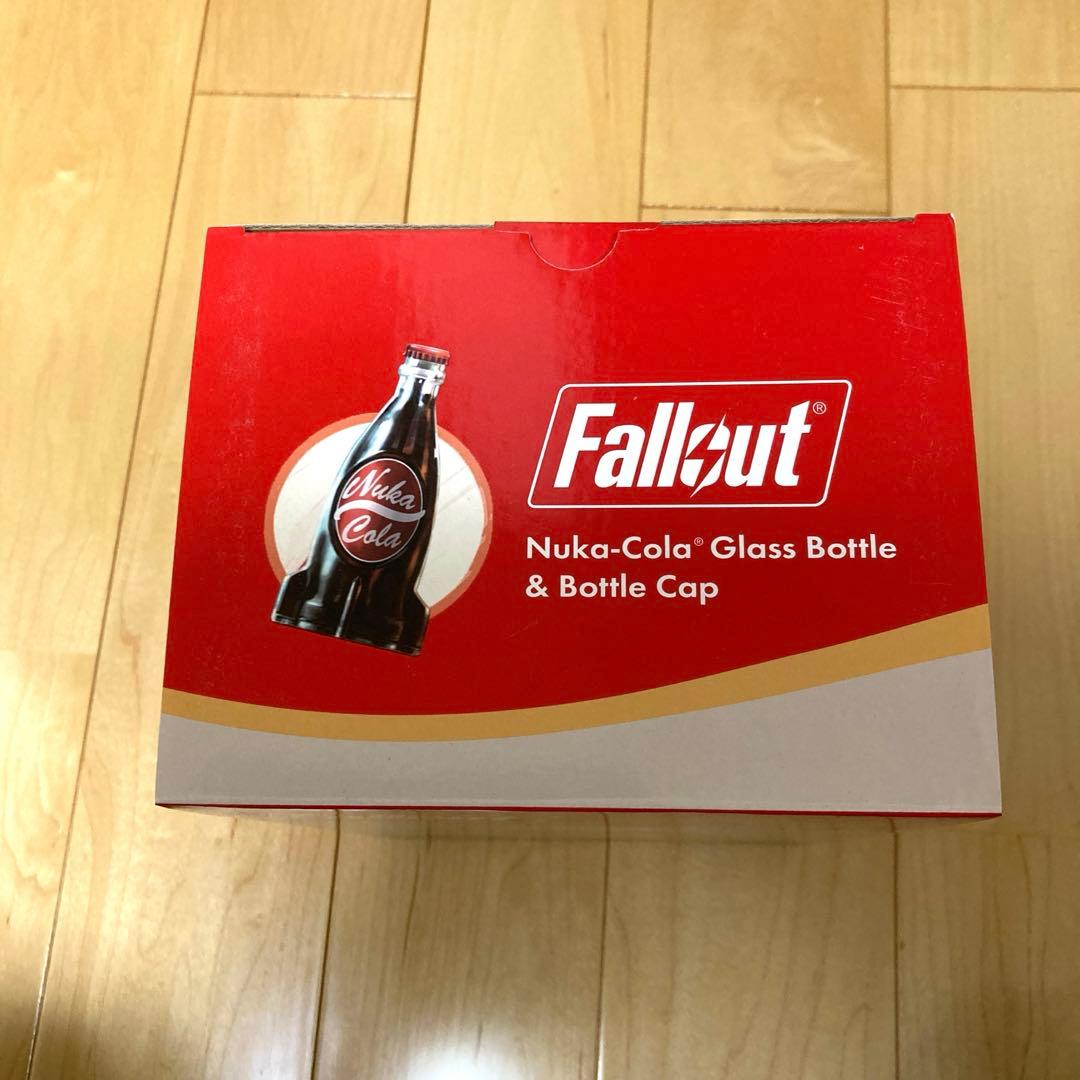 Fallout®
Nuka-Cola® Glass Bottle
& Bottle Cap
Nuka
Cola